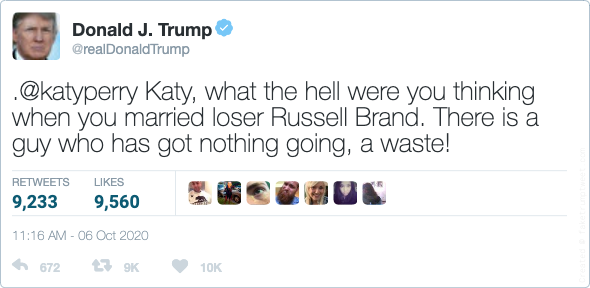 Donald J. Trump
@realDonaldTrump
.@katyperry Katy, what the hell were you thinking
when you married loser Russell Brand. There is a
guy who has got nothing going, a waste!
RETWEETS LIKES
9,233 9,560
11:16 AM - 06 Oct 2020
672 9K 10K